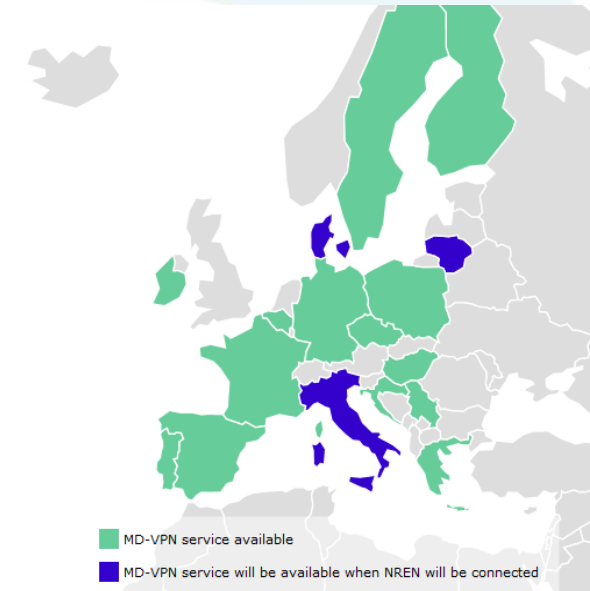 MD-VPN service available
MD-VPN service will be available when NREN will be connected